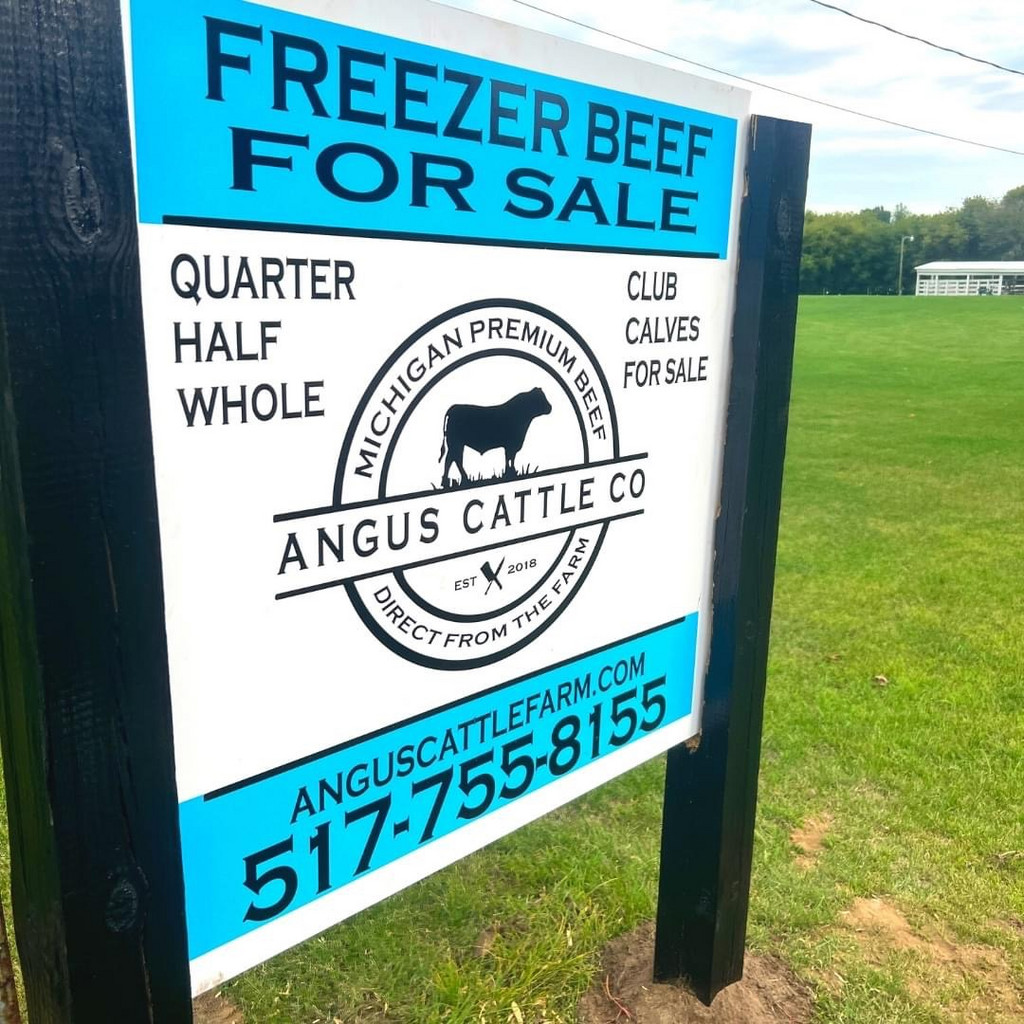 FREEZER BEEF
FOR SALE
QUARTER
HALF
WHOLE
CLUB
CALVES
FOR SALE
MICHIGAN PREMIUM BEEF
ANGUS CATTLE CO
EST 2018
DIRECT FROM THE FARM
ANGUSCATTLEFARM.COM
517-755-8155